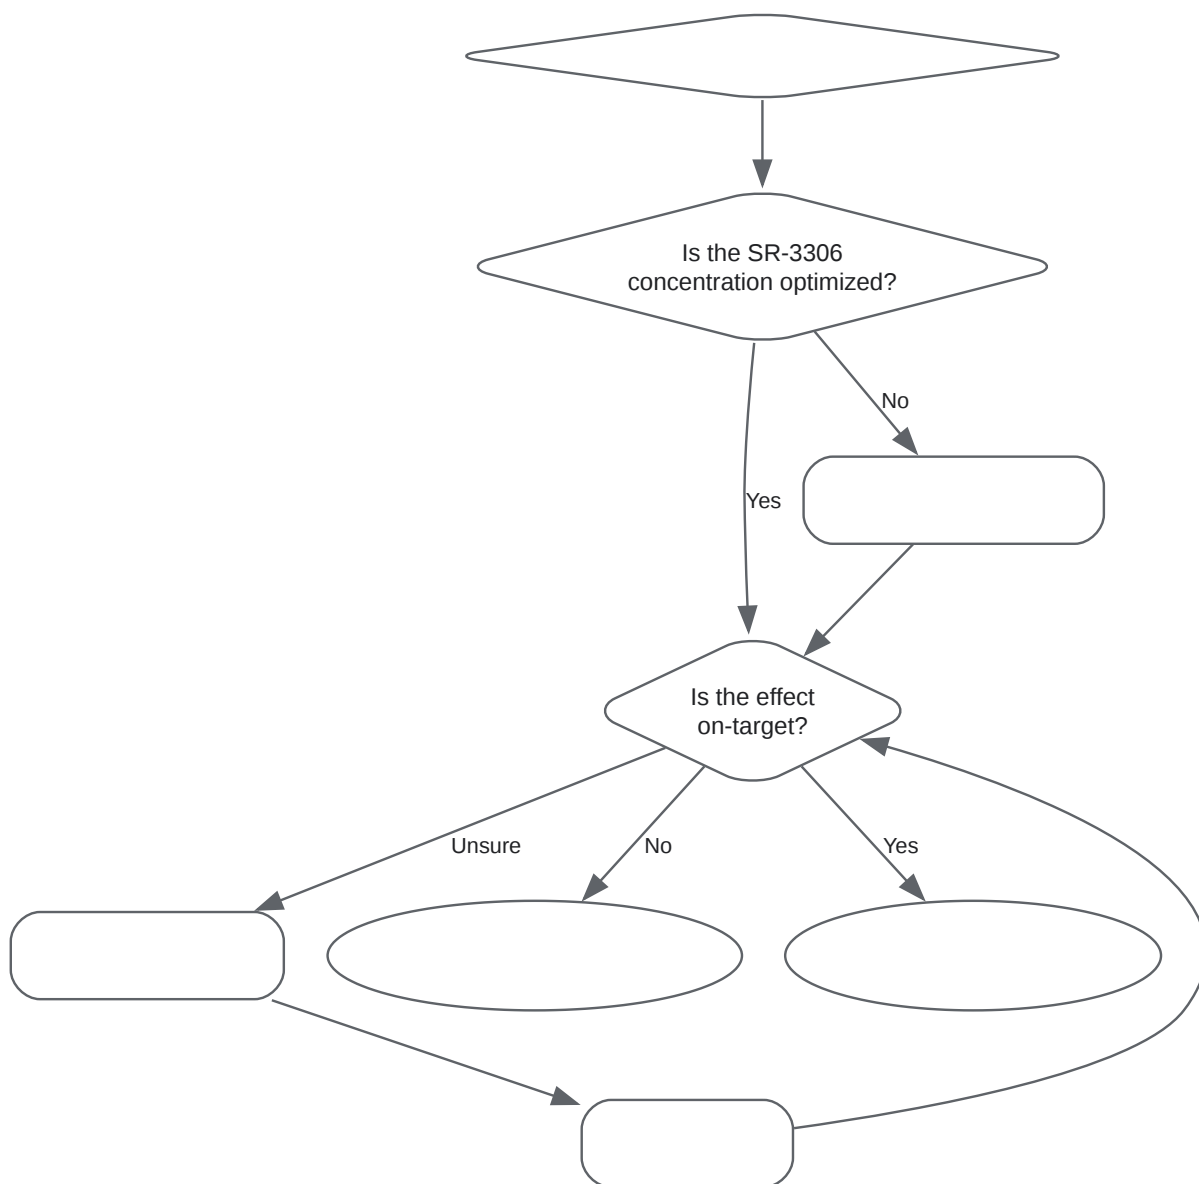 Is the SR-3306
concentration optimized?
No
Yes
Is the effect
on-target?
Unsure
No
Yes